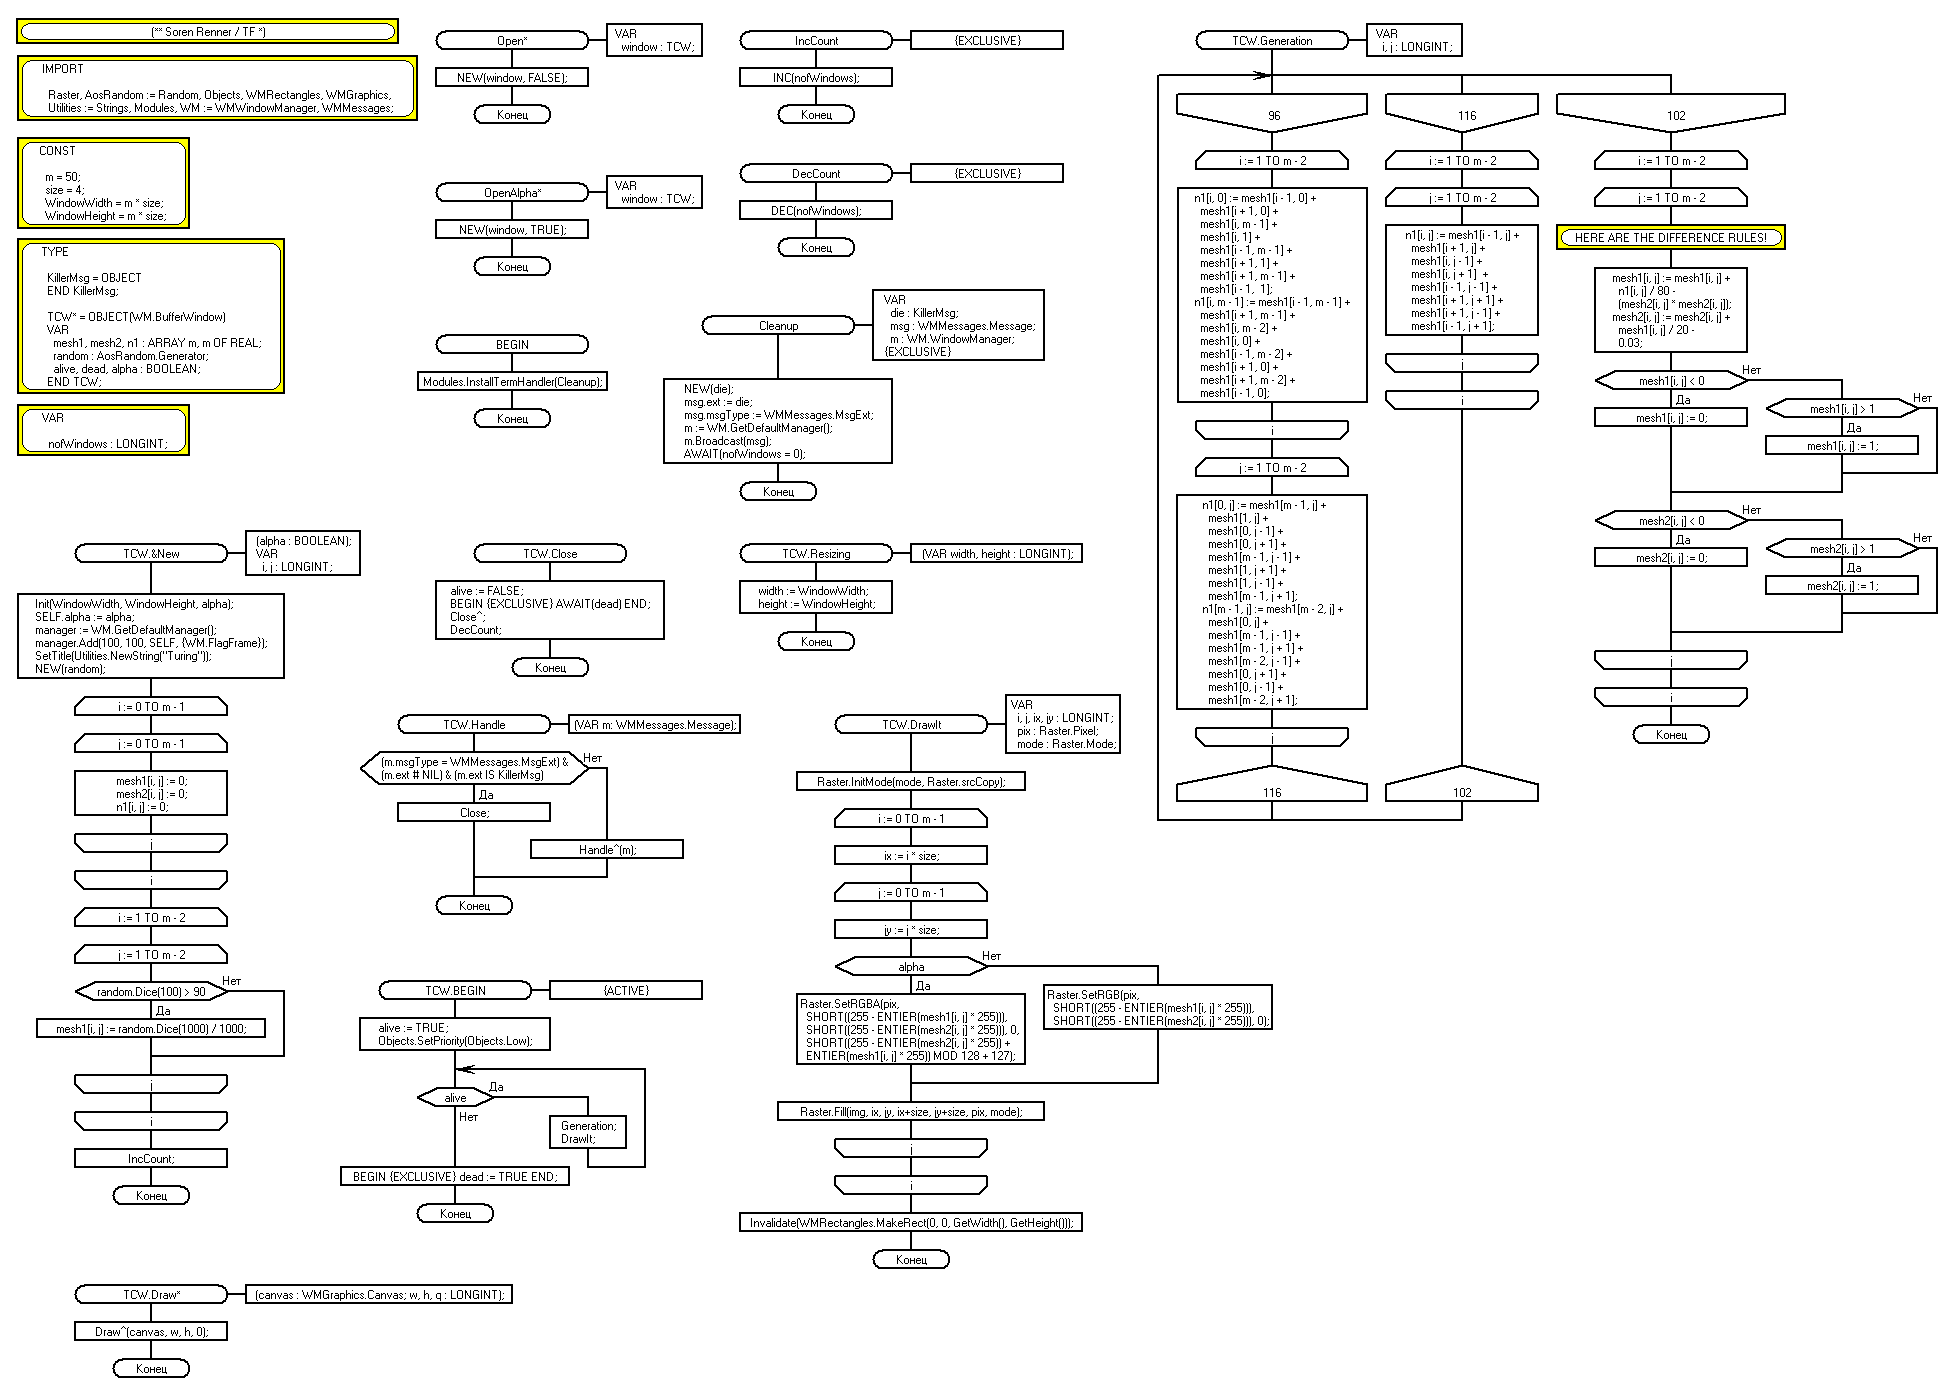 (** Soren Renner / TF *)
IMPORT
Raster, AosRandom := Random, Objects, WMRectangles, WMGraphics,
Utilities := Strings, Modules, WM := WMWindowManager, WMMessages;
CONST
m = 50;
size = 4;
WindowWidth = m * size;
WindowHeight = m * size;
TYPE
KillerMsg = OBJECT
END KillerMsg;
TCW* = OBJECT(WM.BufferWindow)
VAR
mesh1, mesh2, n1 : ARRAY m, m OF REAL;
random : AosRandom.Generator;
alive, dead, alpha : BOOLEAN;
END TCW;
VAR
nofWindows : LONGINT;
Open*
VAR
window : TCW;
NEW(window, FALSE);
Конец
OpenAlpha*
VAR
window : TCW;
NEW(window, TRUE);
Конец
BEGIN
Modules.InstallTermHandler(Cleanup);
Конец
IncCount
{EXCLUSIVE}
INC(nofWindows);
Конец
DecCount
{EXCLUSIVE}
DEC(nofWindows);
Конец
Cleanup
VAR
die : KillerMsg;
msg : WMMessages.Message;
m : WM.WindowManager;
{EXCLUSIVE}
NEW(die);
msg.ext := die;
msg.msgType := WMMessages.MsgExt;
m := WM.GetDefaultManager();
m.Broadcast(msg);
AWAIT(nofWindows = 0);
Конец
TCW.&New
(alpha : BOOLEAN);
VAR
i, j : LONGINT;
Init(WindowWidth, WindowHeight, alpha);
SELF.alpha := alpha;
manager := WM.GetDefaultManager();
manager.Add(100, 100, SELF, {WM.FlagFrame});
SetTitle(Utilities.NewString("Turing"));
NEW(random);
i := 0 TO m - 1
j := 0 TO m - 1
mesh1[i, j] := 0;
mesh2[i, j] := 0;
n1[i, j] := 0;
j
i
i := 1 TO m - 2
j := 1 TO m - 2
random.Dice(100) > 90
Нет
Да
mesh1[i, j] := random.Dice(1000) / 1000;
j
i
IncCount;
Конец
TCW.Close
alive := FALSE;
BEGIN {EXCLUSIVE} AWAIT(dead) END;
Close^;
DecCount;
Конец
TCW.Resizing
(VAR width, height : LONGINT);
width := WindowWidth;
height := WindowHeight;
Конец
TCW.Handle
(VAR m: WMMessages.Message);
(m.msgType = WMMessages.MsgExt) &
(m.ext # NIL) & (m.ext IS KillerMsg)
Нет
Да
Close;
Handle^(m);
Конец
TCW.BEGIN
{ACTIVE}
alive := TRUE;
Objects.SetPriority(Objects.Low);
alive
Да
Нет
Generation;
DrawIt;
BEGIN {EXCLUSIVE} dead := TRUE END;
Конец
TCW.DrawIt
VAR
i, j, ix, jy : LONGINT;
pix : Raster.Pixel;
mode : Raster.Mode;
Raster.InitMode(mode, Raster.srcCopy);
i := 0 TO m - 1
ix := i * size;
j := 0 TO m - 1
jy := j * size;
alpha
Нет
Да
Raster.SetRGBA(pix,
SHORT((255 - ENTIER(mesh1[i, j] * 255))),
SHORT((255 - ENTIER(mesh2[i, j] * 255))), 0,
SHORT((255 - ENTIER(mesh2[i, j] * 255)) +
ENTIER(mesh1[i, j] * 255)) MOD 128 + 127);
Raster.SetRGB(pix,
SHORT((255 - ENTIER(mesh1[i, j] * 255))),
SHORT((255 - ENTIER(mesh2[i, j] * 255))), 0);
Raster.Fill(img, ix, jy, ix+size, jy+size, pix, mode);
j
i
Invalidate(WMRectangles.MakeRect(0, 0, GetWidth(), GetHeight()));
Конец
TCW.Draw*
(canvas : WMGraphics.Canvas; w, h, q : LONGINT);
Draw^(canvas, w, h, 0);
Конец
TCW.Generation
VAR
i, j : LONGINT;
96
i := 1 TO m - 2
n1[i, 0] := mesh1[i - 1, 0] +
mesh1[i + 1, 0] +
mesh1[i, m - 1] +
mesh1[i, 1] +
mesh1[i - 1, m - 1] +
mesh1[i + 1, 1] +
mesh1[i + 1, m - 1] +
mesh1[i - 1, 1];
n1[i, m - 1] := mesh1[i - 1, m - 1] +
mesh1[i + 1, m - 1] +
mesh1[i, m - 2] +
mesh1[i, 0] +
mesh1[i - 1, m - 2] +
mesh1[i + 1, 0] +
mesh1[i + 1, m - 2] +
mesh1[i - 1, 0];
i
j := 1 TO m - 2
n1[0, j] := mesh1[m - 1, j] +
mesh1[1, j] +
mesh1[0, j - 1] +
mesh1[0, j + 1] +
mesh1[m - 1, j - 1] +
mesh1[1, j + 1] +
mesh1[1, j - 1] +
mesh1[m - 1, j + 1];
n1[m - 1, j] := mesh1[m - 2, j] +
mesh1[0, j] +
mesh1[m - 1, j - 1] +
mesh1[m - 1, j + 1] +
mesh1[m - 2, j - 1] +
mesh1[0, j + 1] +
mesh1[0, j - 1] +
mesh1[m - 2, j + 1];
j
116
116
i := 1 TO m - 2
j := 1 TO m - 2
n1[i, j] := mesh1[i - 1, j] +
mesh1[i + 1, j] +
mesh1[i, j - 1] +
mesh1[i, j + 1] +
mesh1[i - 1, j - 1] +
mesh1[i + 1, j + 1] +
mesh1[i + 1, j - 1] +
mesh1[i - 1, j + 1];
j
i
102
102
i := 1 TO m - 2
j := 1 TO m - 2
HERE ARE THE DIFFERENCE RULES!
mesh1[i, j] := mesh1[i, j] +
n1[i, j] / 80 -
(mesh2[i, j] * mesh2[i, j]);
mesh2[i, j] := mesh2[i, j] +
mesh1[i, j] / 20 -
0.03;
mesh1[i, j] < 0
Нет
Да
mesh1[i, j] := 0;
mesh1[i, j] > 1
Нет
Да
mesh1[i, j] := 1;
mesh2[i, j] < 0
Нет
Да
mesh2[i, j] := 0;
mesh2[i, j] > 1
Нет
Да
mesh2[i, j] := 1;
j
i
Конец